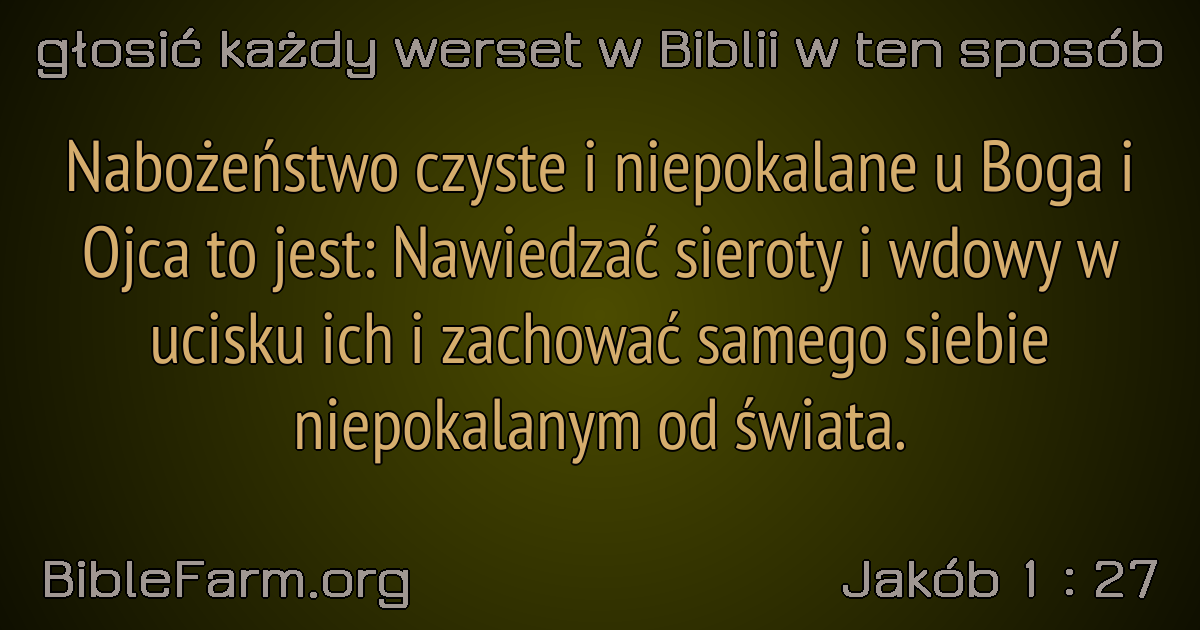 głosić każdy werset w Biblii w ten sposób
Nabożeństwo czyste i niepokalane u Boga i
Ojca to jest: Nawiedzać sieroty i wdowy w
ucisku ich i zachować samego siebie
niepokalanym od świata.
BibleFarm.org
Jakób 1 : 27